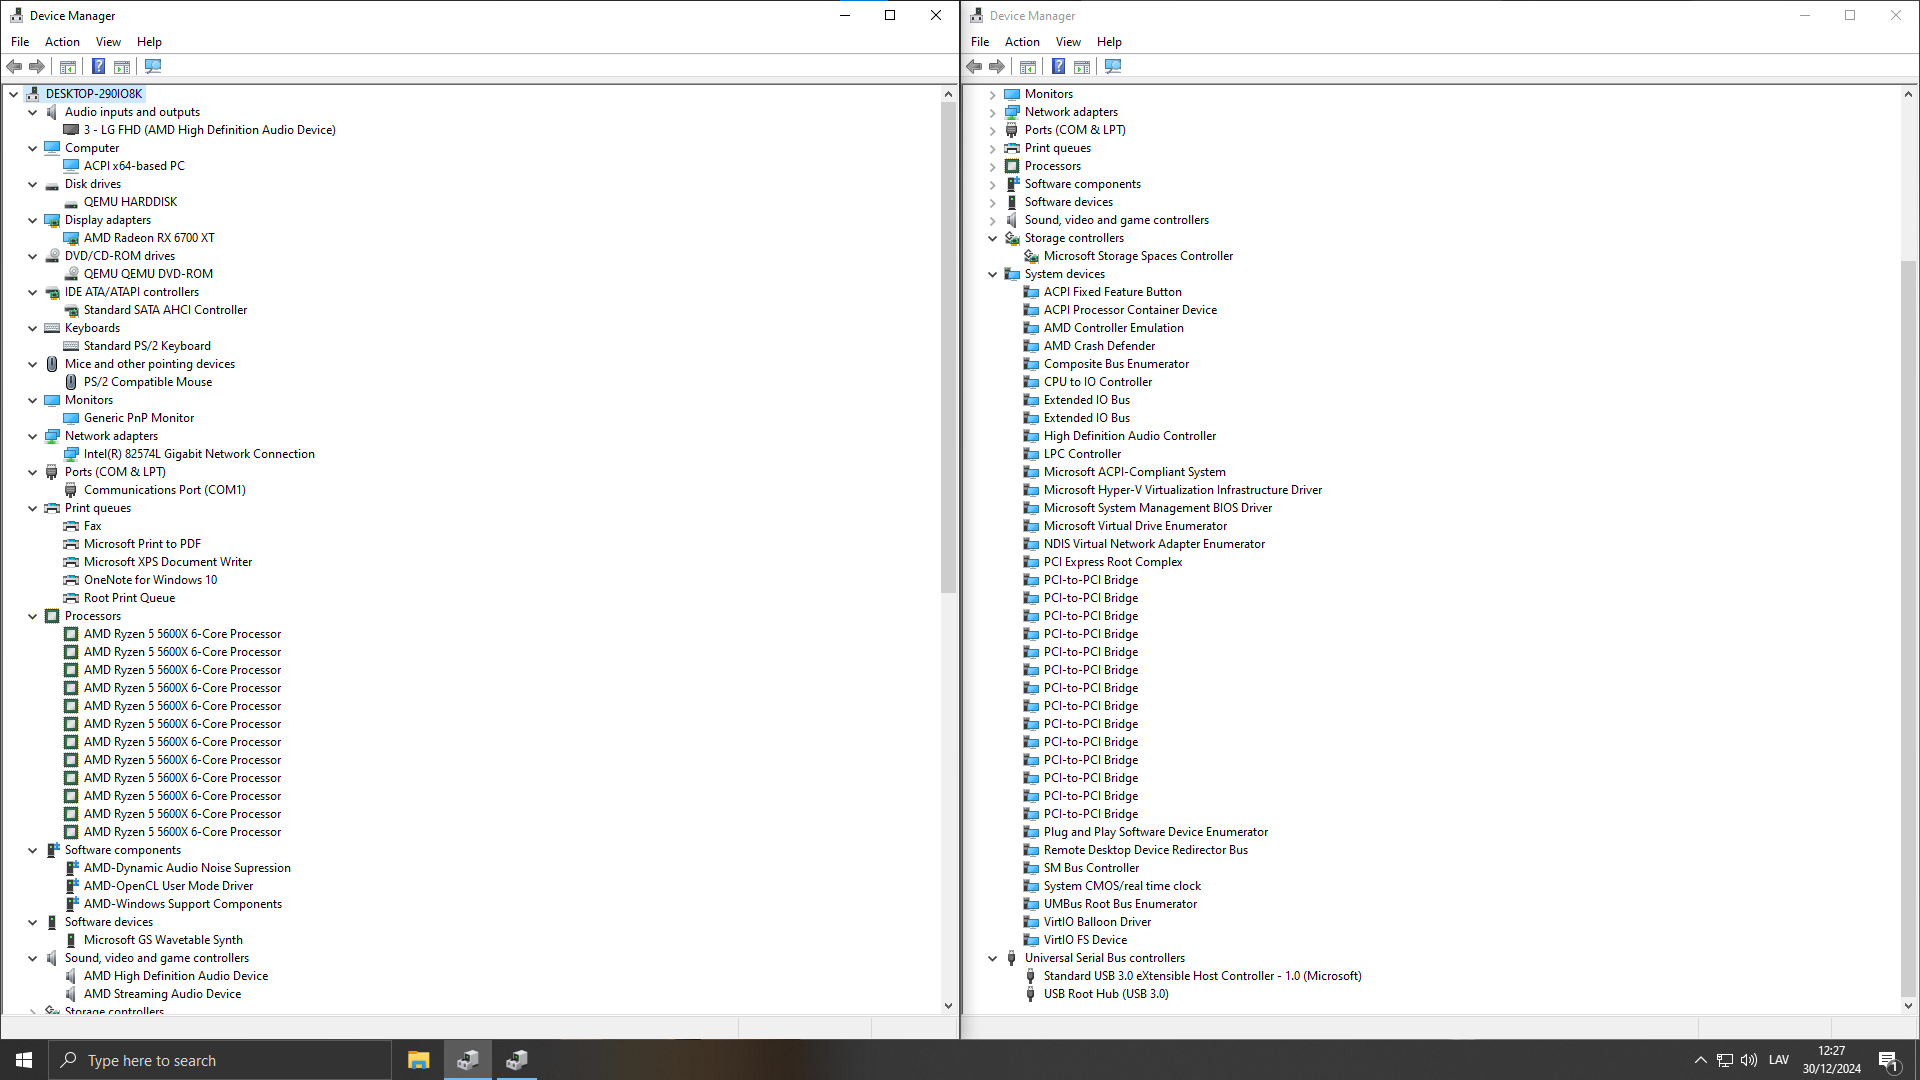 Device Manager
File Action View Help
DESKTOP-290IO8K
Audio inputs and outputs
3 - LG FHD (AMD High Definition Audio Device)
Computer
ACPI x64-based PC
Disk drives
QEMU HARDDISK
Display adapters
AMD Radeon RX 6700 XT
DVD/CD-ROM drives
QEMU QEMU DVD-ROM
IDE ATA/ATAPI controllers
Standard SATA AHCI Controller
Keyboards
Standard PS/2 Keyboard
Mice and other pointing devices
PS/2 Compatible Mouse
Monitors
Generic PnP Monitor
Network adapters
Intel(R) 82574L Gigabit Network Connection
Ports (COM & LPT)
Communications Port (COM1)
Print queues
Fax
Microsoft Print to PDF
Microsoft XPS Document Writer
OneNote for Windows 10
Root Print Queue
Processors
AMD Ryzen 5 5600X 6-Core Processor
AMD Ryzen 5 5600X 6-Core Processor
AMD Ryzen 5 5600X 6-Core Processor
AMD Ryzen 5 5600X 6-Core Processor
AMD Ryzen 5 5600X 6-Core Processor
AMD Ryzen 5 5600X 6-Core Processor
AMD Ryzen 5 5600X 6-Core Processor
AMD Ryzen 5 5600X 6-Core Processor
AMD Ryzen 5 5600X 6-Core Processor
AMD Ryzen 5 5600X 6-Core Processor
AMD Ryzen 5 5600X 6-Core Processor
AMD Ryzen 5 5600X 6-Core Processor
Software components
AMD-Dynamic Audio Noise Supression
AMD-OpenCL User Mode Driver
AMD-Windows Support Components
Software devices
Microsoft GS Wavetable Synth
Sound, video and game controllers
AMD High Definition Audio Device
AMD Streaming Audio Device
Storage controllers
Device Manager
File Action View Help
Monitors
Network adapters
Ports (COM & LPT)
Print queues
Processors
Software components
Software devices
Sound, video and game controllers
Storage controllers
Microsoft Storage Spaces Controller
System devices
ACPI Fixed Feature Button
ACPI Processor Container Device
AMD Controller Emulation
AMD Crash Defender
Composite Bus Enumerator
CPU to IO Controller
Extended IO Bus
Extended IO Bus
High Definition Audio Controller
LPC Controller
Microsoft ACPI-Compliant System
Microsoft Hyper-V Virtualization Infrastructure Driver
Microsoft System Management BIOS Driver
Microsoft Virtual Drive Enumerator
NDIS Virtual Network Adapter Enumerator
PCI Express Root Complex
PCI-to-PCI Bridge
PCI-to-PCI Bridge
PCI-to-PCI Bridge
PCI-to-PCI Bridge
PCI-to-PCI Bridge
PCI-to-PCI Bridge
PCI-to-PCI Bridge
PCI-to-PCI Bridge
PCI-to-PCI Bridge
PCI-to-PCI Bridge
PCI-to-PCI Bridge
PCI-to-PCI Bridge
PCI-to-PCI Bridge
PCI-to-PCI Bridge
Plug and Play Software Device Enumerator
Remote Desktop Device Redirector Bus
SM Bus Controller
System CMOS/real time clock
UMBus Root Bus Enumerator
VirtIO Balloon Driver
VirtIO FS Device
Universal Serial Bus controllers
Standard USB 3.0 eXtensible Host Controller - 1.0 (Microsoft)
USB Root Hub (USB 3.0)
Type here to search
LAV
12:27
30/12/2024
1